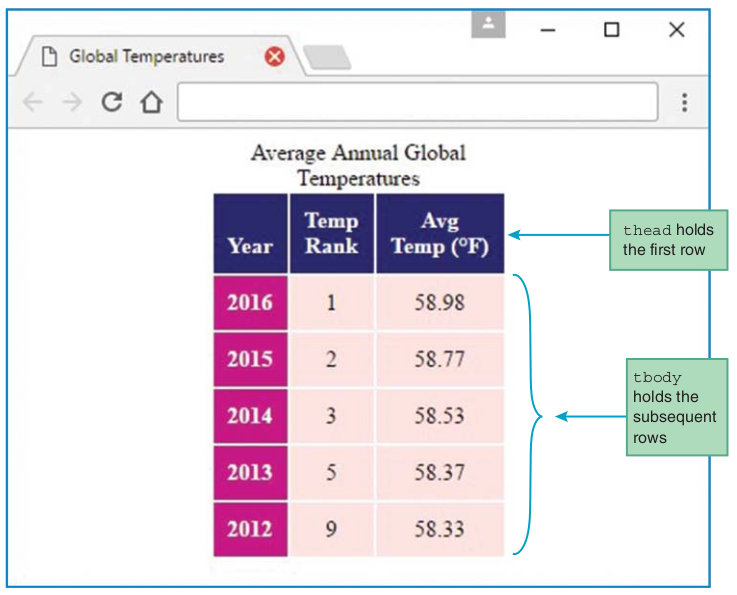 Global Temperatures
Average Annual Global
Temperatures
Year
Temp
Rank
Avg
Temp (°F)
2016 1 58.98
2015 2 58.77
2014 3 58.53
2013 5 58.37
2012 9 58.33
thead holds
the first row
tbody
holds the
subsequent
rows